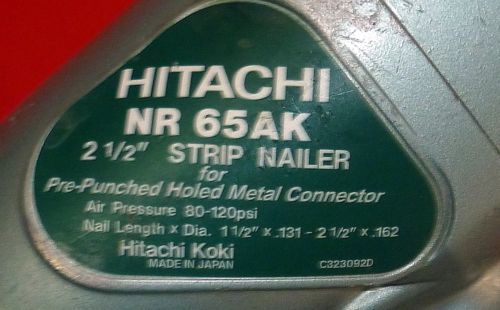 HITACHI
NR 65AK
2 1/2" STRIP NAILER
for
Pre-Punched Holed Metal Connector
Air Pressure 80-120psi
Nail Length x Dia. 1 1/2" x .131 - 2 1/2" x .162
Hitachi Koki
MADE IN JAPAN
C323092D